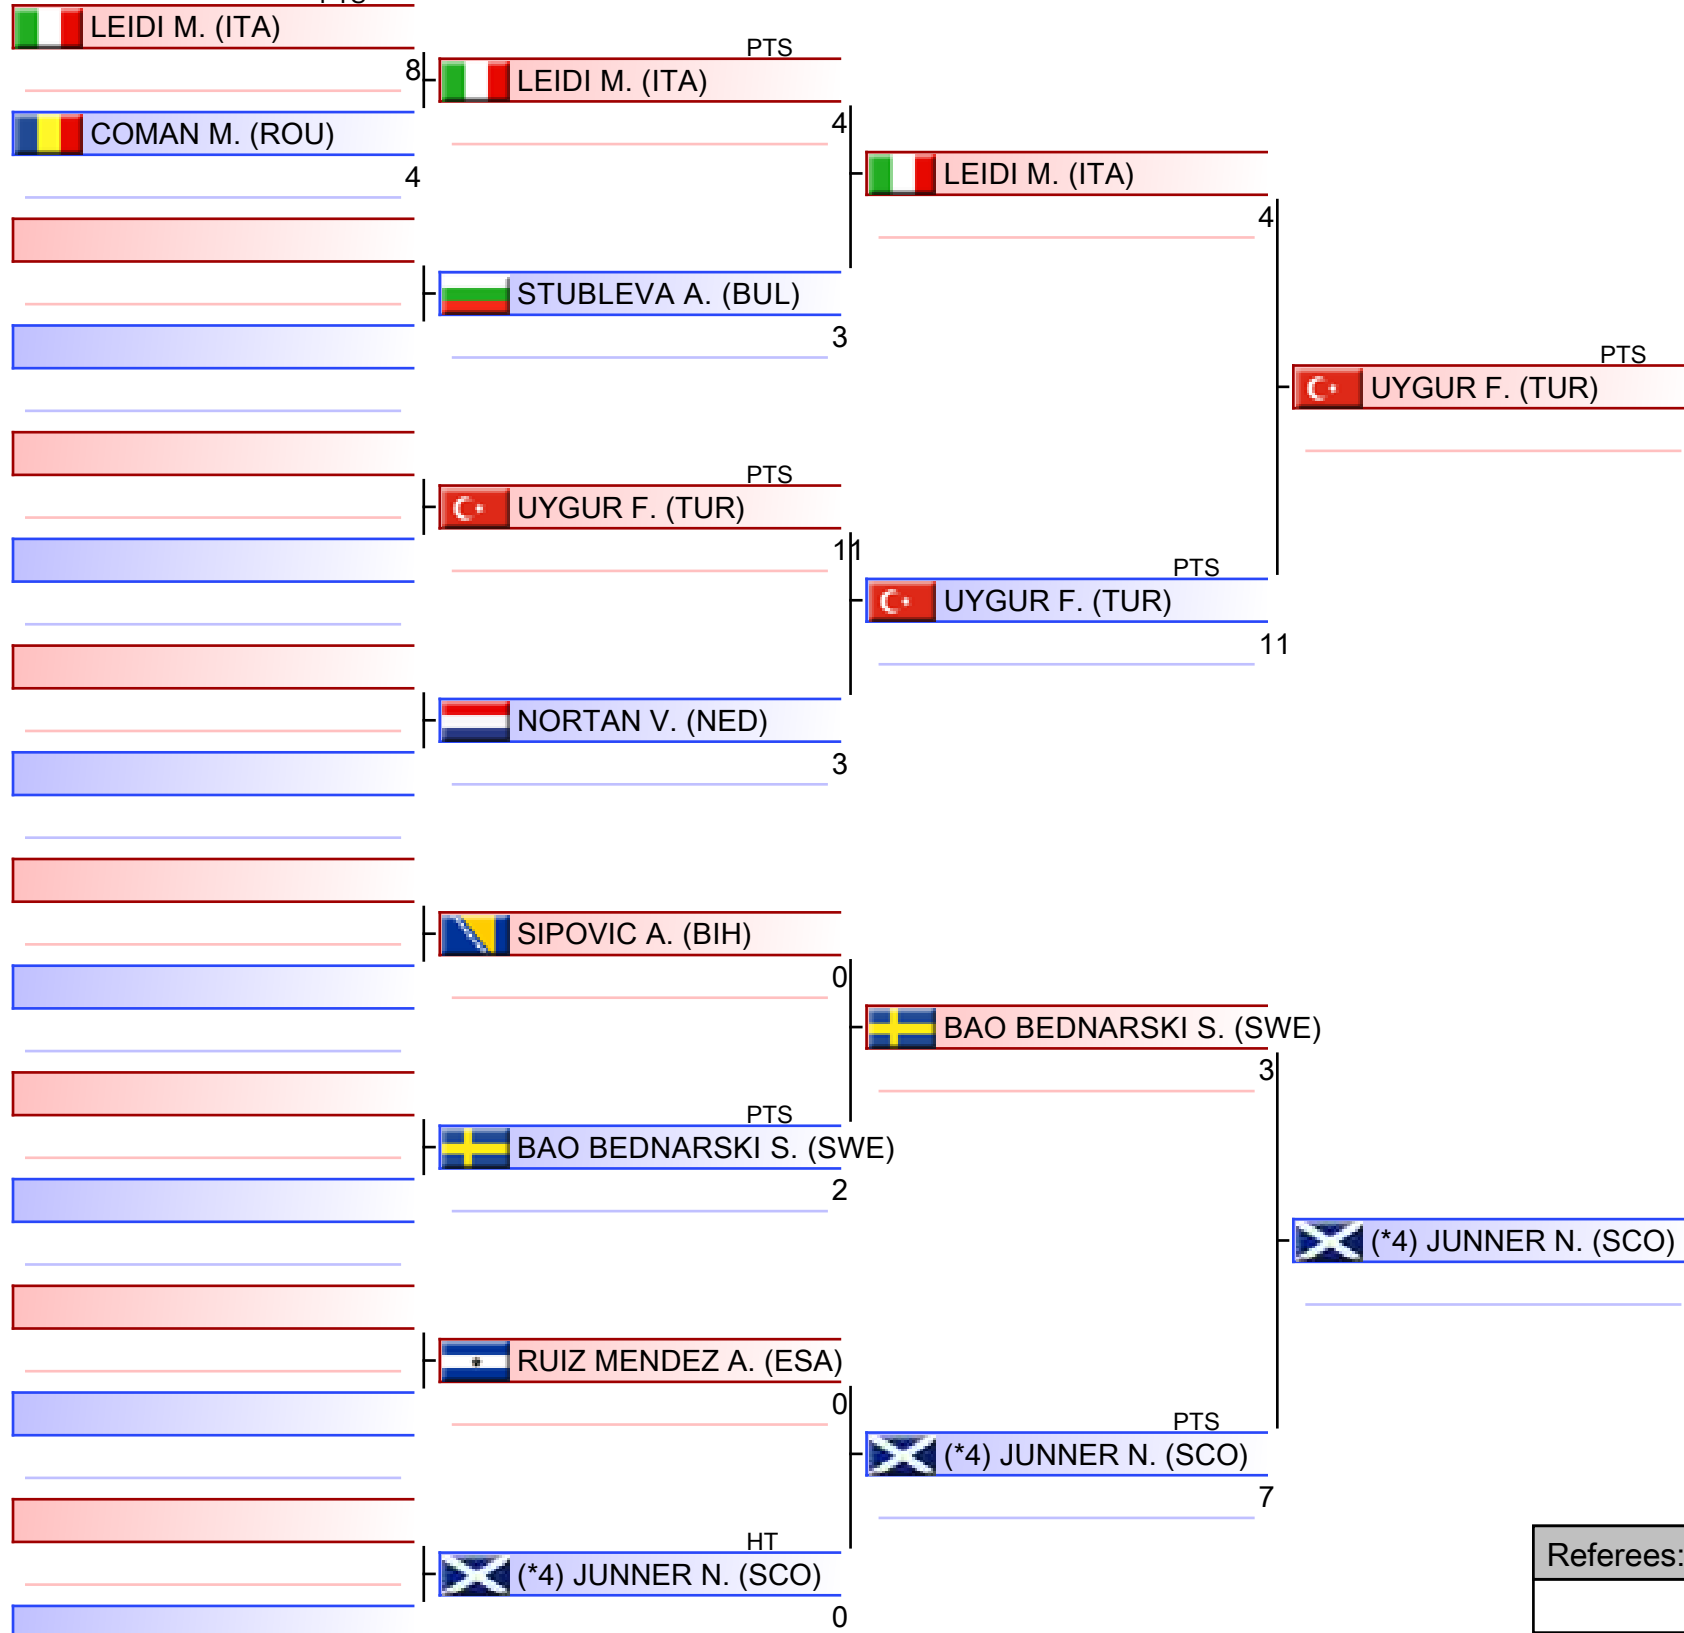 LEIDI M. (ITA)
8
COMAN M. (ROU)
4
PTS
LEIDI M. (ITA)
4
STUBLEVA A. (BUL)
3
PTS
UYGUR F. (TUR)
11
NORTAN V. (NED)
3
SIPOVIC A. (BIH)
0
PTS
BAO BEDNARSKI S. (SWE)
2
RUIZ MENDEZ A. (ESA)
0
HT
(*4) JUNNER N. (SCO)
0
LEIDI M. (ITA)
4
PTS
UYGUR F. (TUR)
11
BAO BEDNARSKI S. (SWE)
3
PTS
(*4) JUNNER N. (SCO)
7
PTS
UYGUR F. (TUR)
(*4) JUNNER N. (SCO)
Referees: